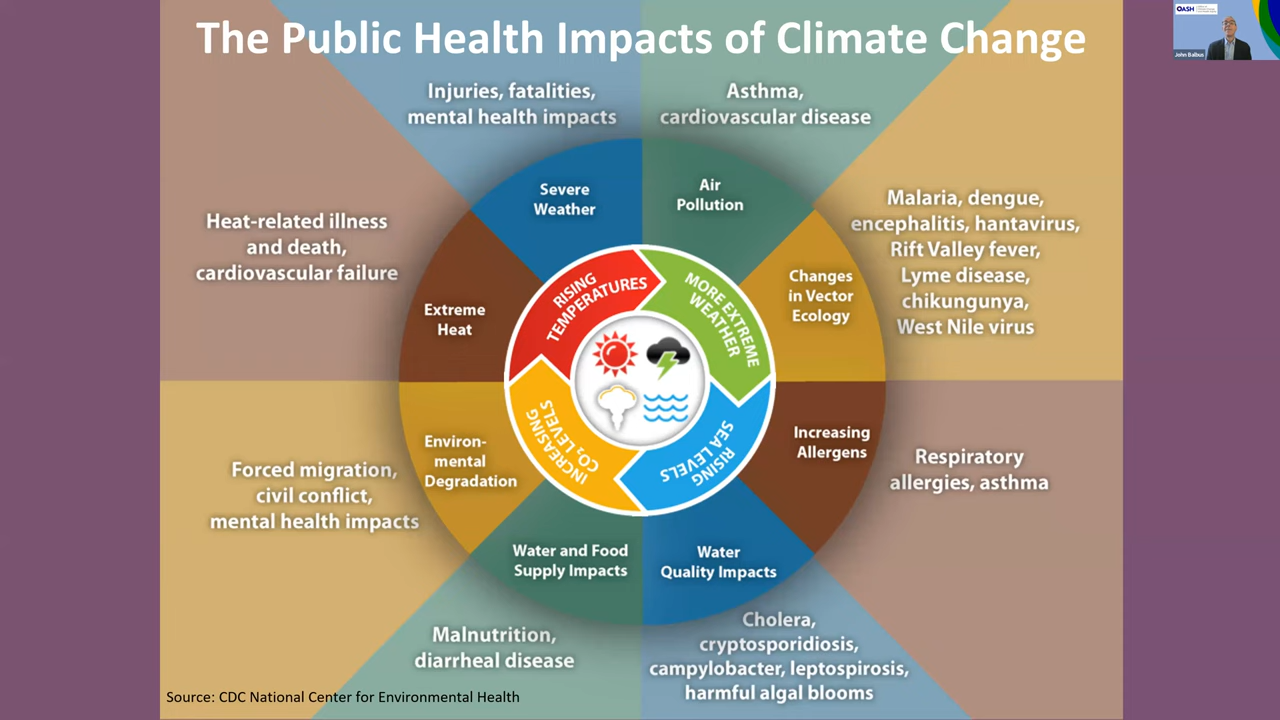 The Public Health Impacts of Climate Change
OASH
John Balbus
Injuries, fatalities,
mental health impacts
Asthma,
cardiovascular disease
Severe
Weather
Air
Pollution
Heat-related illness
and death,
cardiovascular failure
Malaria, dengue,
encephalitis, hantavirus,
Rift Valley fever,
Lyme disease,
chikungunya,
West Nile virus
Extreme
Heat
Changes
in Vector
Ecology
RISING
TEMPERATURES
MORE EXTREME
WEATHER
INCREASING
CO₂ LEVELS
RISING
SEA LEVELS
Environ-
mental
Degradation
Increasing
Allergens
Forced migration,
civil conflict,
mental health impacts
Respiratory
allergies, asthma
Water and Food
Supply Impacts
Water
Quality Impacts
Malnutrition,
diarrheal disease
Cholera,
cryptosporidiosis,
campylobacter, leptospirosis,
harmful algal blooms
Source: CDC National Center for Environmental Health